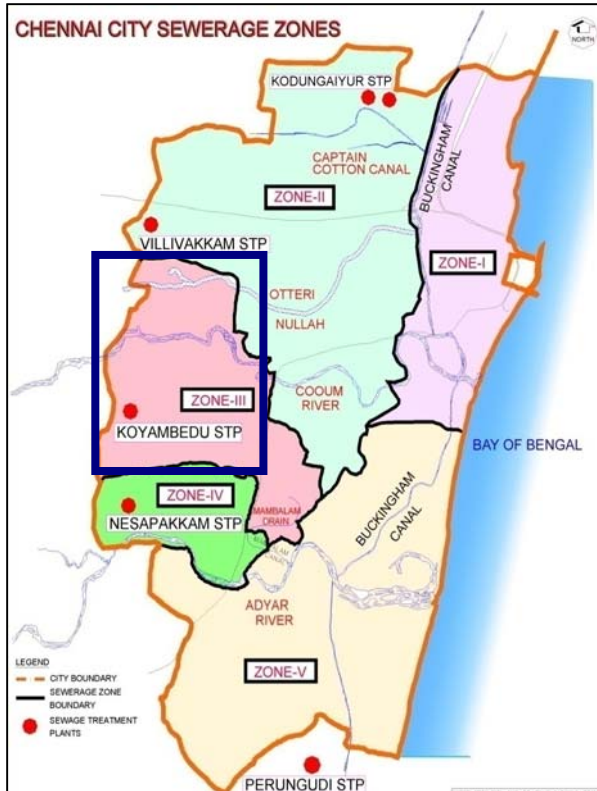 CHENNAI CITY SEWERAGE ZONES
NORTH
KODUNGAIYUR STP
CAPTAIN
COTTON CANAL
BUCKINGHAM
CANAL
ZONE-II
VILLIVAKKAM STP
ZONE-I
OTTERI
NULLAH
COOUM
RIVER
ZONE-III
KOYAMBEDU STP
BAY OF BENGAL
ZONE-IV
NESAPAKKAM STP
MAMBALAM
DRAIN
BUCKINGHAM
CANAL
ADYAR
RIVER
ZONE-V
LEGEND
CITY BOUNDARY
SEWERAGE ZONE
BOUNDARY
SEWAGE TREATMENT
PLANTS
PERUNGUDI STP